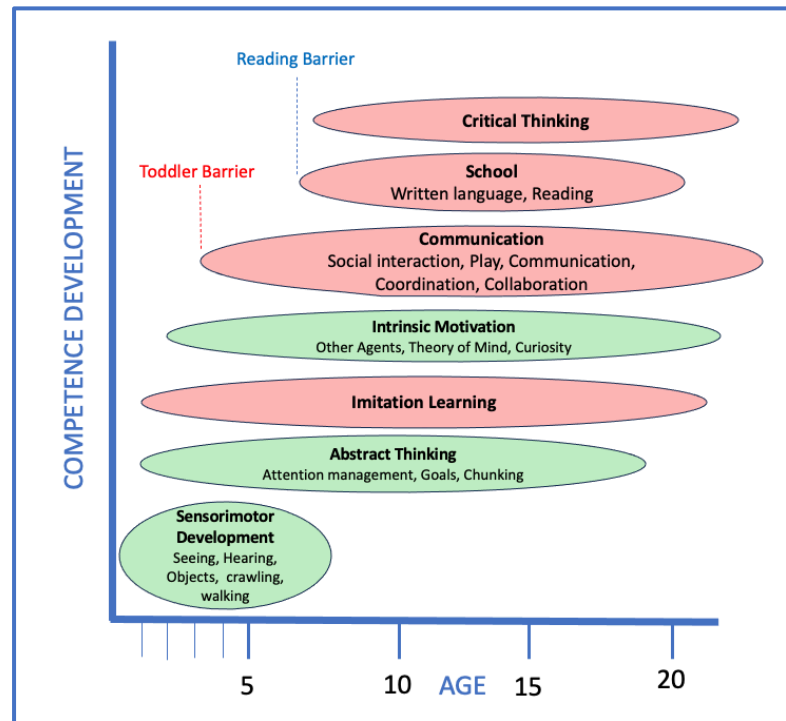 Reading Barrier
Critical Thinking
Toddler Barrier
School
Written language, Reading
Communication
Social interaction, Play, Communication,
Coordination, Collaboration
Intrinsic Motivation
Other Agents, Theory of Mind, Curiosity
Imitation Learning
Abstract Thinking
Attention management, Goals, Chunking
Sensorimotor
Development
Seeing, Hearing,
Objects, crawling,
walking
COMPETENCE DEVELOPMENT
5
10
AGE
15
20